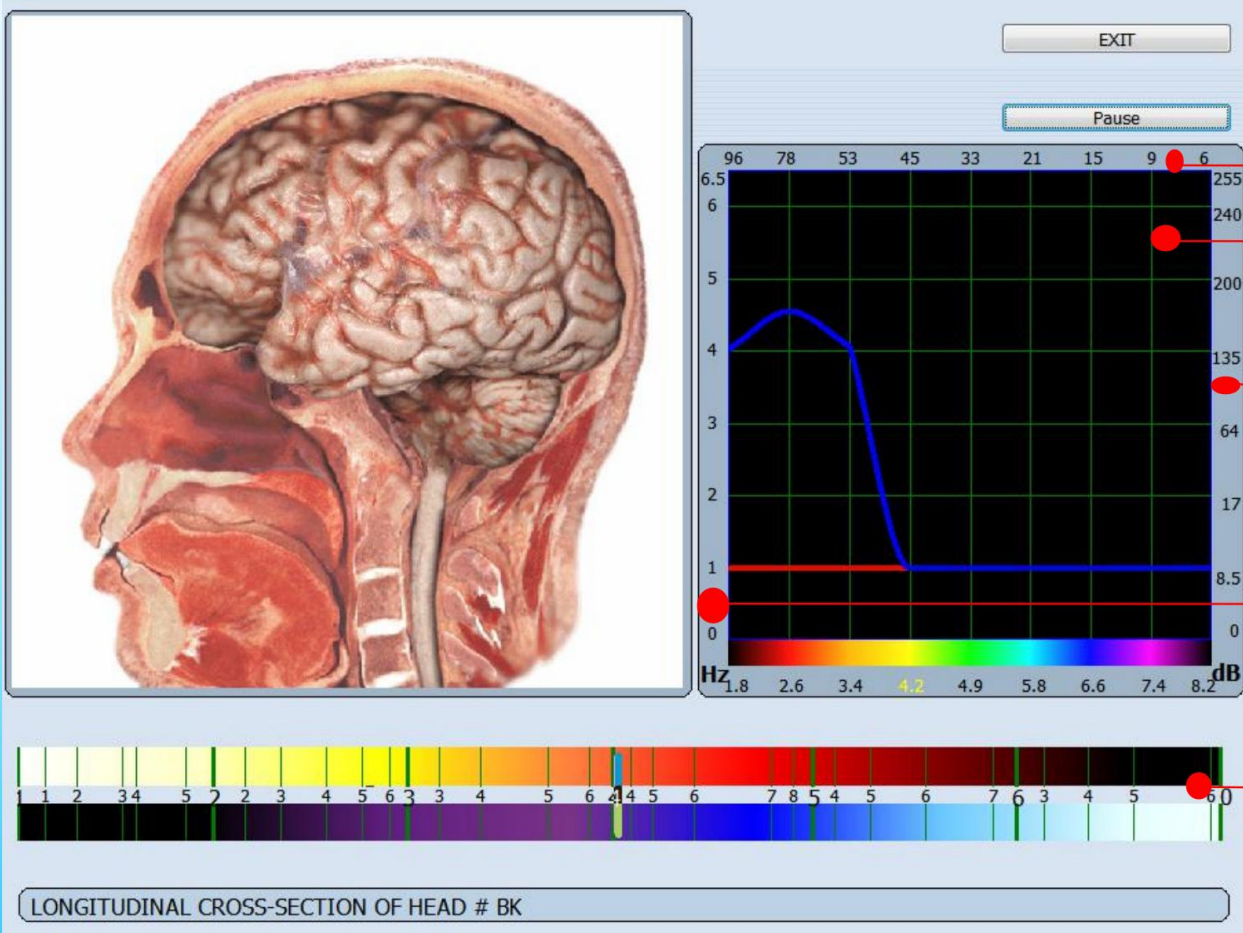 EXIT
Pause
96 78 53 45 33 21 15 9 6
6.5 255
6 240
5 200
4 135
3 64
2 17
1 8.5
0 0
Hz dB
1.8 2.6 3.4 4.2 4.9 5.8 6.6 7.4 8.2
1 1 2 3 4 5 2 2 3 4 5 6 3 3 4 5 6 4 4 5 6 7 8 5 4 5 6 7 6 3 4 5 6 0
LONGITUDINAL CROSS-SECTION OF HEAD # BK